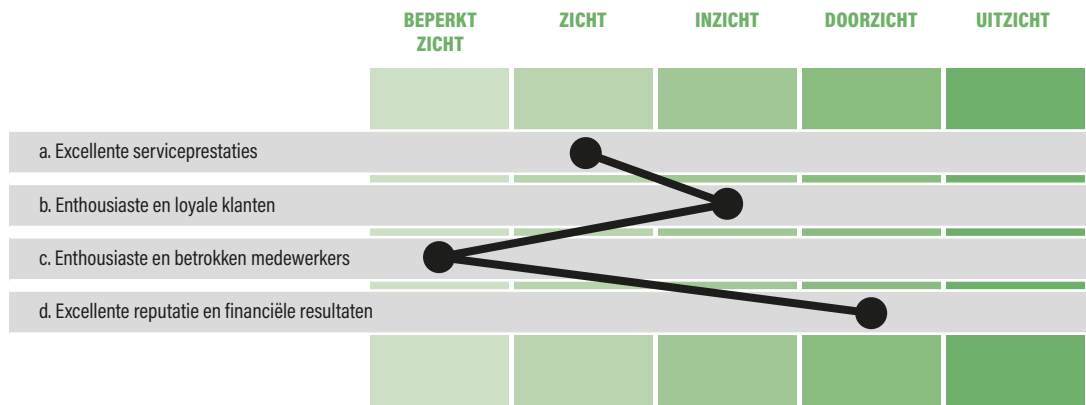 BEPERKT ZICHT
ZICHT
INZICHT
DOORZICHT
UITZICHT
a. Excellente serviceprestaties
b. Enthousiaste en loyale klanten
c. Enthousiaste en betrokken medewerkers
d. Excellente reputatie en financiële resultaten